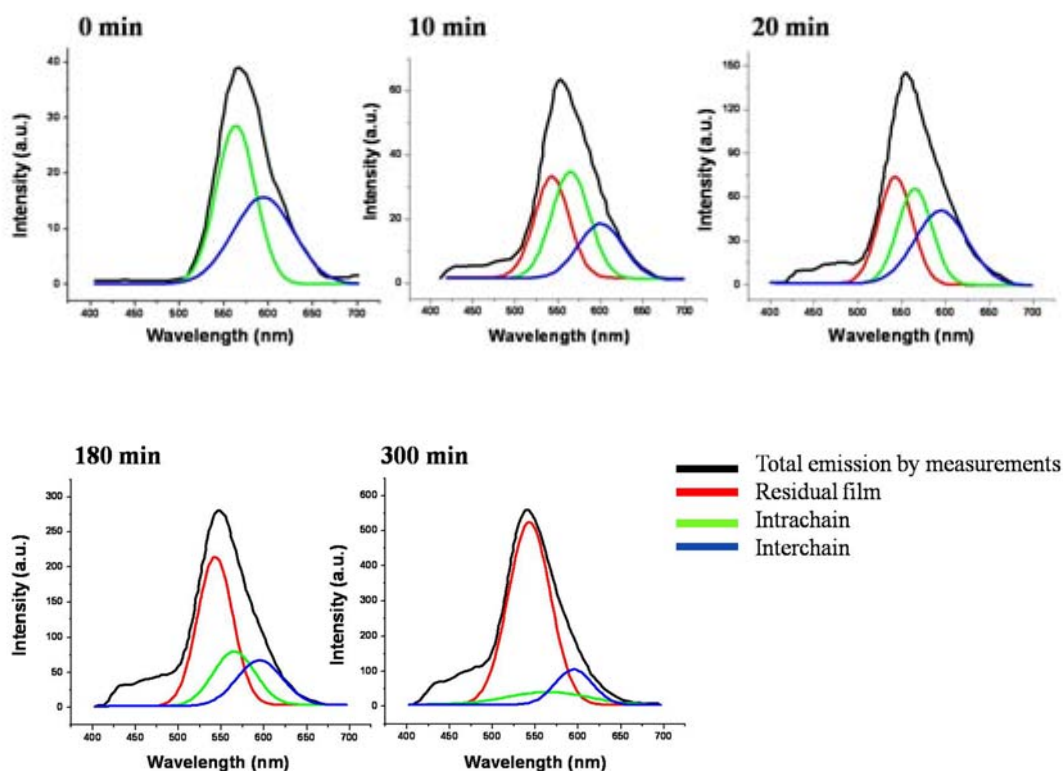 0 min
10 min
20 min
Intensity (a.u.)
40
30
20
10
0
400 450 500 550 600 650 700
Wavelength (nm)
Intensity (a.u.)
60
40
20
0
400 450 500 550 600 650 700
Wavelength (nm)
Intensity (a.u.)
150
120
90
60
30
0
400 450 500 550 600 650 700
Wavelength (nm)
180 min
300 min
Intensity (a.u.)
300
250
200
150
100
50
0
400 450 500 550 600 650 700
Wavelength (nm)
Intensity (a.u.)
600
500
400
300
200
100
0
400 450 500 550 600 650 700
Wavelength (nm)
Total emission by measurements
Residual film
Intrachain
Interchain